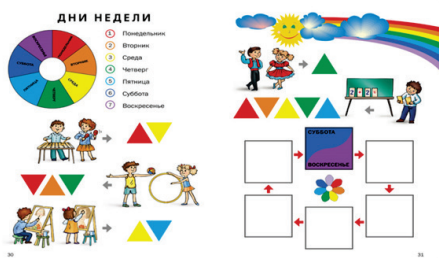 ДНИ НЕДЕЛИ
1 Понедельник
2 Вторник
3 Среда
4 Четверг
5 Пятница
6 Суббота
7 Воскресенье
СУББОТА
ВОСКРЕСЕНЬЕ
30
31